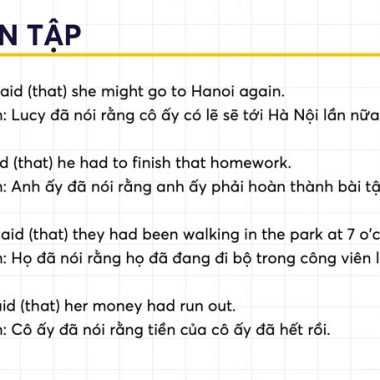 N TẬP
aid (that) she might go to Hanoi again.
n: Lucy đã nói rằng cô ấy có lẽ sẽ tới Hà Nội lần nữa
d (that) he had to finish that homework.
n: Anh ấy đã nói rằng anh ấy phải hoàn thành bài tậ
aid (that) they had been walking in the park at 7 o'c
n: Họ đã nói rằng họ đã đang đi bộ trong công viên l
aid (that) her money had run out.
n: Cô ấy đã nói rằng tiền của cô ấy đã hết rồi.